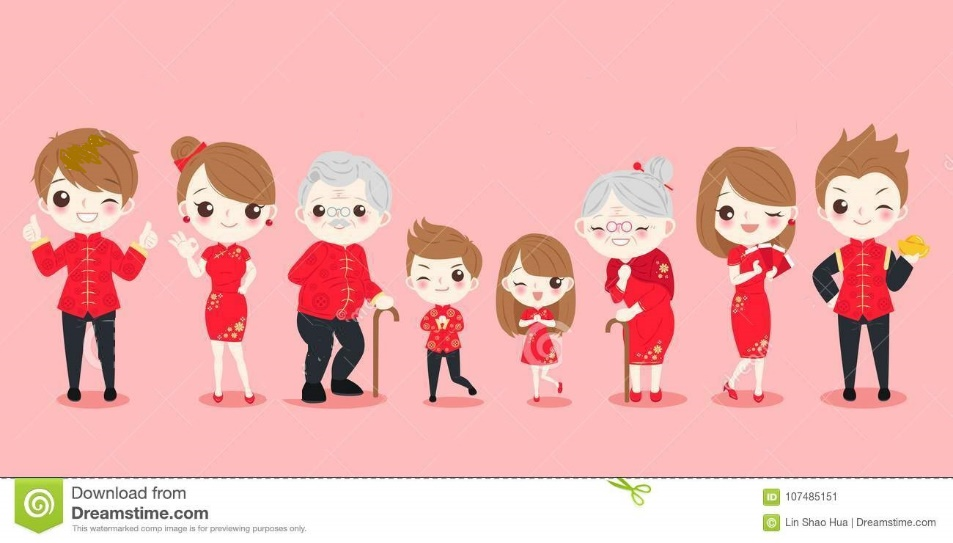 Download from
Dreamstime.com
This watermarked comp image is for previewing purposes only.
ID 107485151
© Lin Shao Hua | Dreamstime.com